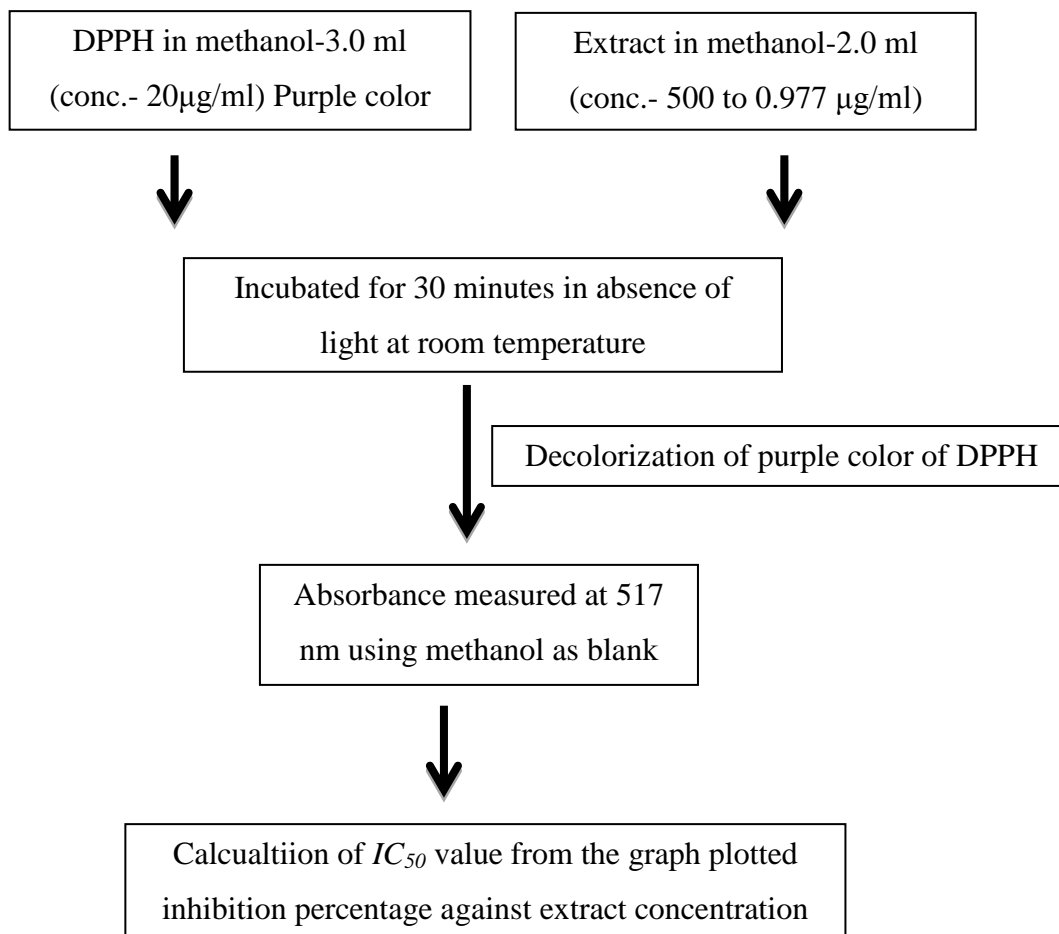 DPPH in methanol-3.0 ml
(conc.- 20μg/ml) Purple color
Extract in methanol-2.0 ml
(conc.- 500 to 0.977 μg/ml)
Incubated for 30 minutes in absence of
light at room temperature
Decolorization of purple color of DPPH
Absorbance measured at 517
nm using methanol as blank
Calcualtiion of IC50 value from the graph plotted
inhibition percentage against extract concentration